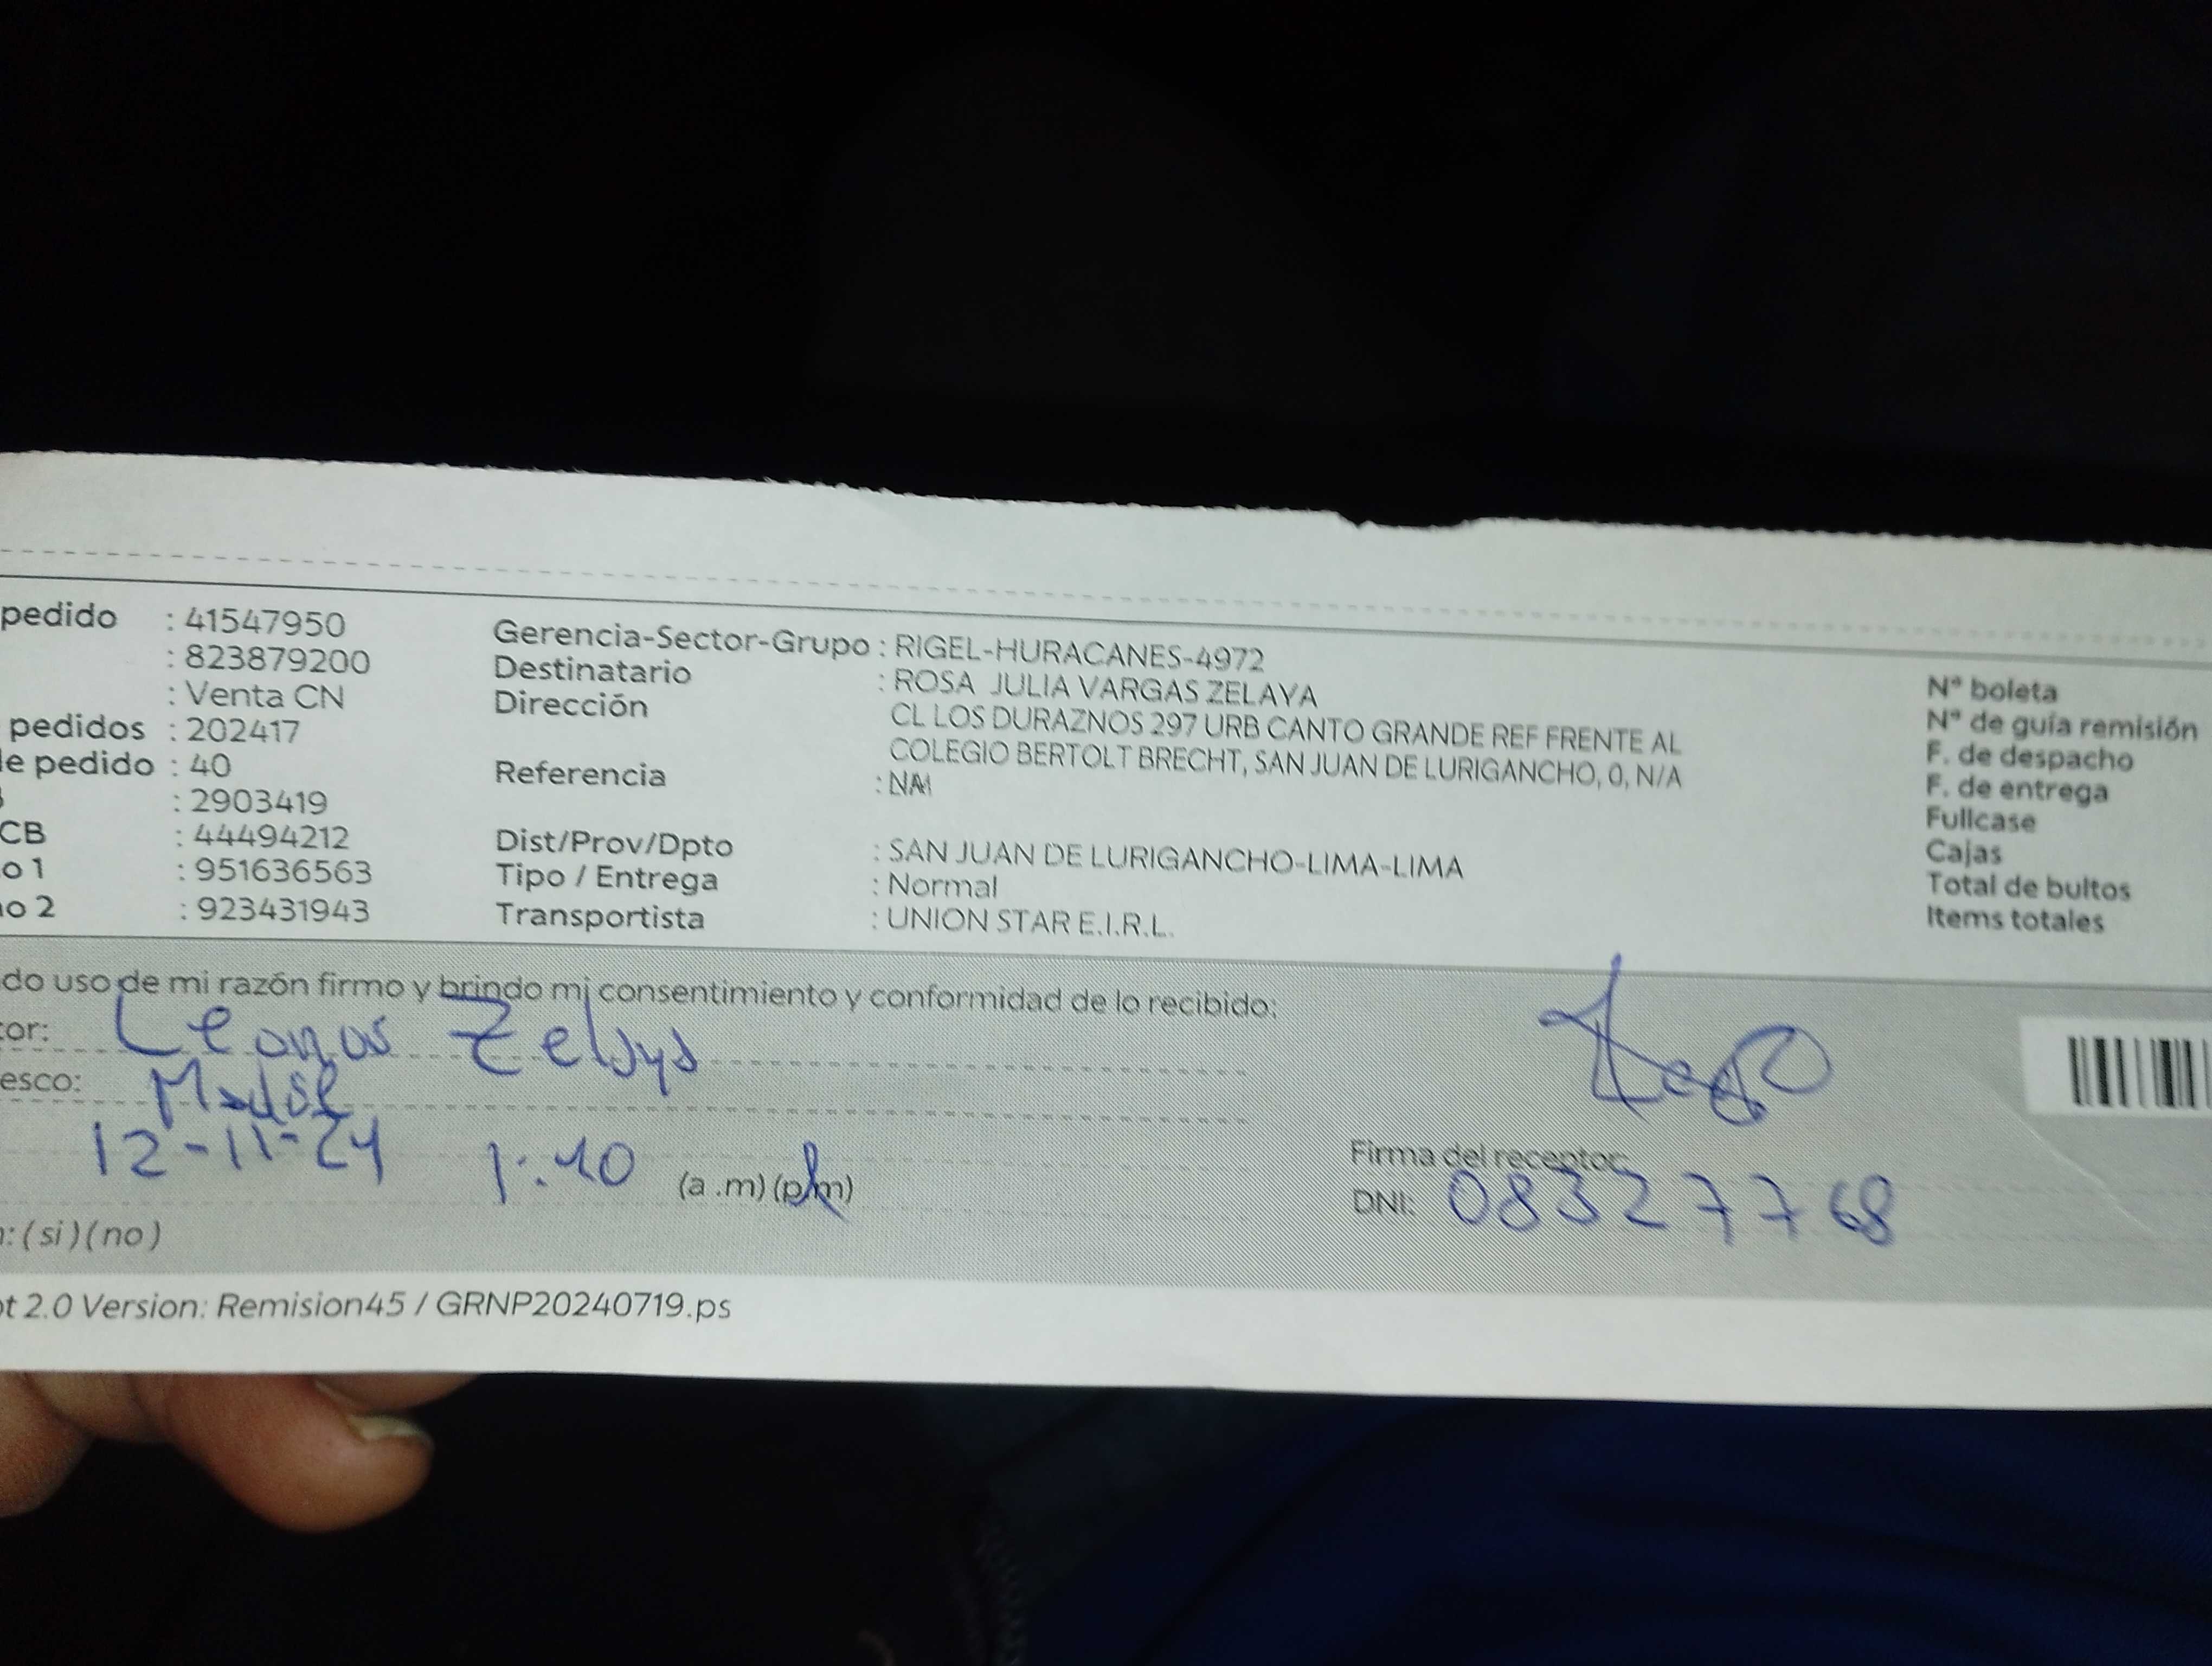 pedido : 41547950
: 823879200
: Venta CN
pedidos : 202417
le pedido : 40
: 2903419
CB : 44494212
o 1 : 951636563
no 2 : 923431943
Gerencia-Sector-Grupo : RIGEL-HURACANES-4972
Destinatario : ROSA JULIA VARGAS ZELAYA
Dirección CL LOS DURAZNOS 297 URB CANTO GRANDE REF FRENTE AL
COLEGIO BERTOLT BRECHT, SAN JUAN DE LURIGANCHO, 0, N/A
Referencia :
Dist/Prov/Dpto : SAN JUAN DE LURIGANCHO-LIMA-LIMA
Tipo / Entrega : Normal
Transportista : UNION STAR E.I.R.L.
N° boleta
N° de guía remisión
F. de despacho
F. de entrega
Fullcase
Cajas
Total de bultos
Items totales
do uso de mi razón firmo y brindo mi consentimiento y conformidad de lo recibido:
tor:
esco:
12-11-24 1:10 (a .m) (p.m)
Firma del receptor:
DNI: 08327768
n: (si) (no)
ot 2.0 Version: Remision45 / GRNP20240719.ps